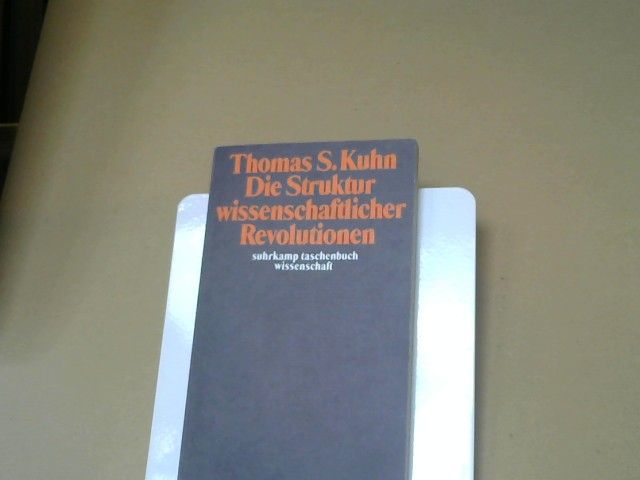 Thomas S. Kuhn
Die Struktur
wissenschaftlicher
Revolutionen
suhrkamp taschenbuch
wissenschaft